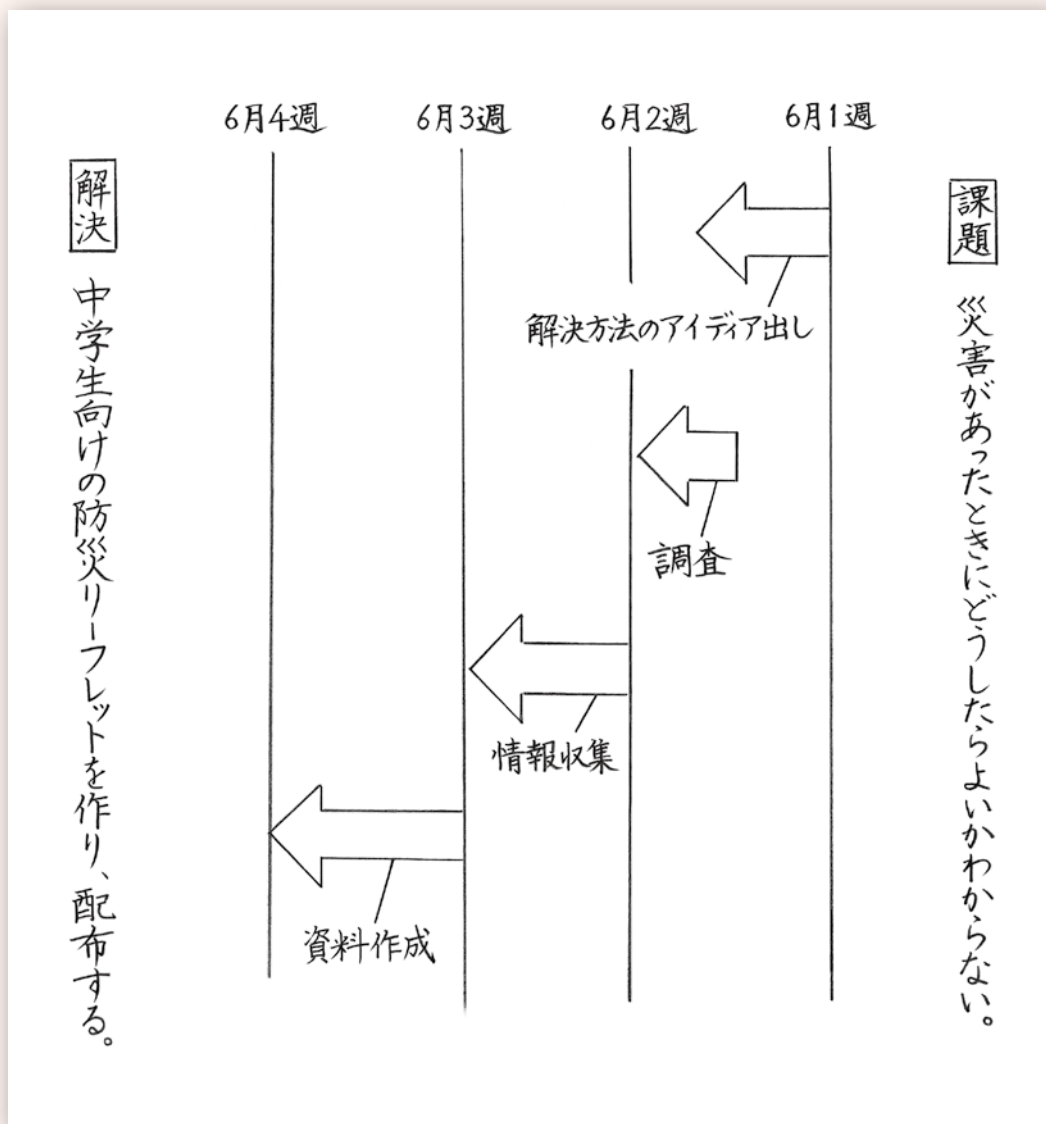 課題 災害があったときにどうしたらよいかわからない。
6月1週
6月2週
6月3週
6月4週
解決方法のアイディア出し
調査
情報収集
資料作成
解決 中学生向けの防災リーフレットを作り、配布する。